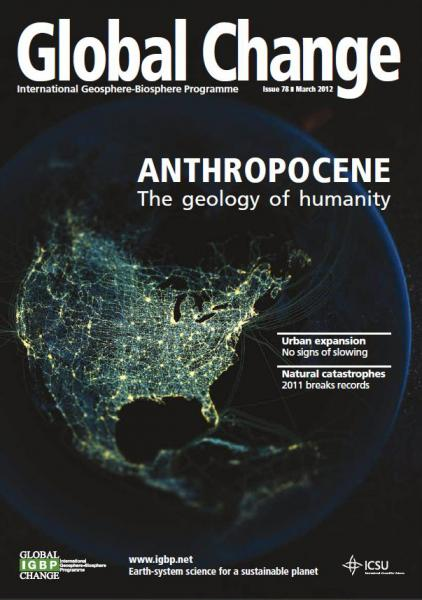 Global Change
International Geosphere-Biosphere Programme Issue 78 ▮ March 2012
ANTHROPOCENE
The geology of humanity
Urban expansion
No signs of slowing
Natural catastrophes
2011 breaks records
GLOBAL
IGBP
CHANGE
International
Geosphere-Biosphere
Programme
www.igbp.net
Earth-system science for a sustainable planet
ICSU